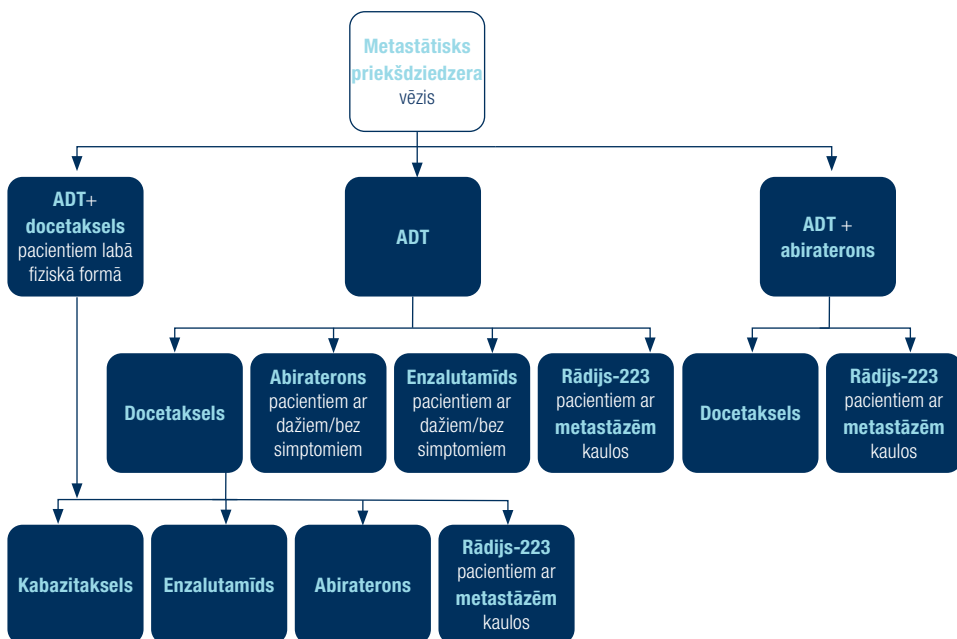 Metastātisks
priekšdziedzera
vēzis
ADT+
docetaksels
pacientiem labā
fiziskā formā
ADT
ADT +
abiraterons
Docetaksels
Abiraterons
pacientiem ar
dažiem/bez
simptomiem
Enzalutamīds
pacientiem ar
dažiem/bez
simptomiem
Rādijs-223
pacientiem ar
metastāzēm
kaulos
Docetaksels
Rādijs-223
pacientiem ar
metastāzēm
kaulos
Kabazitaksels
Enzalutamīds
Abiraterons
Rādijs-223
pacientiem ar
metastāzēm
kaulos